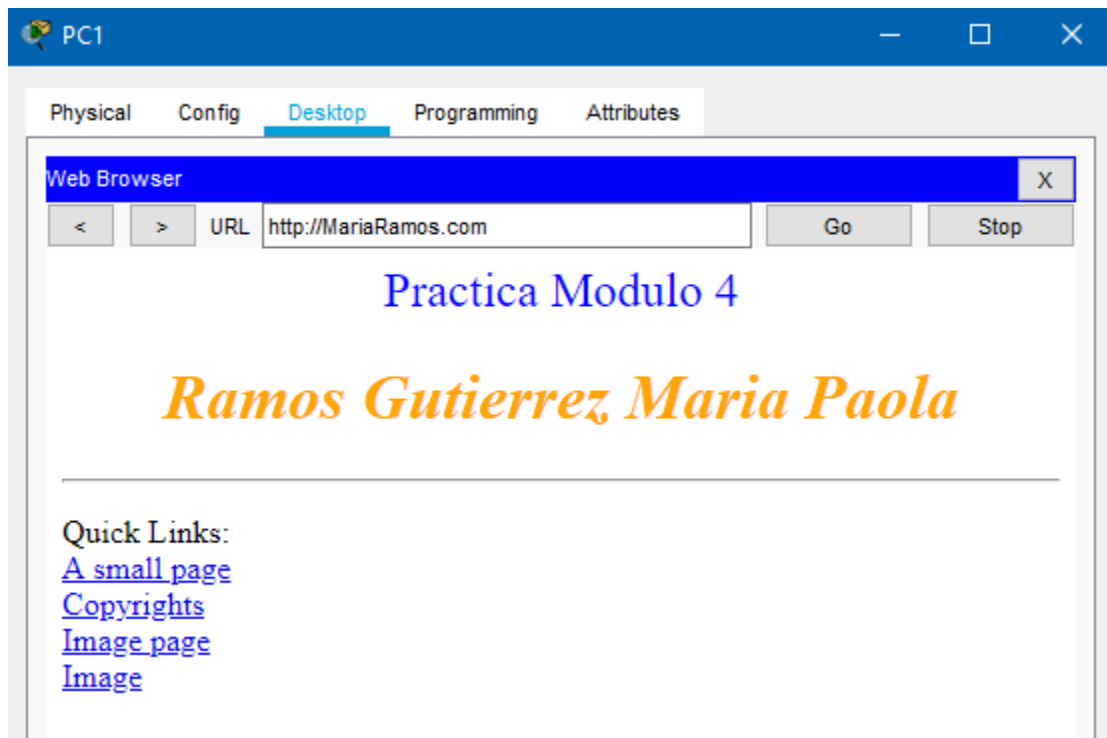 PC1
Physical Config Desktop Programming Attributes
Web Browser X
< > URL http://MariaRamos.com Go Stop
Practica Modulo 4
Ramos Gutierrez Maria Paola
Quick Links:
A small page
Copyrights
Image page
Image